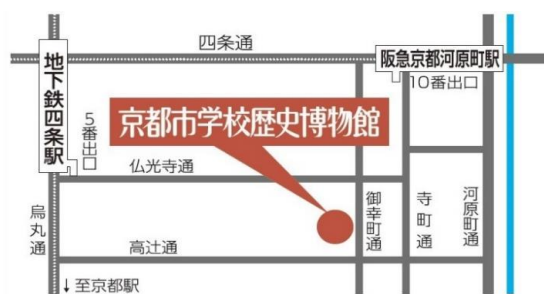 四条通
地下鉄四条駅
阪急京都河原町駅
10番出口
5番出口
京都市学校歴史博物館
仏光寺通
烏丸通
御幸町通
寺町通
河原町通
高辻通
↓至京都駅